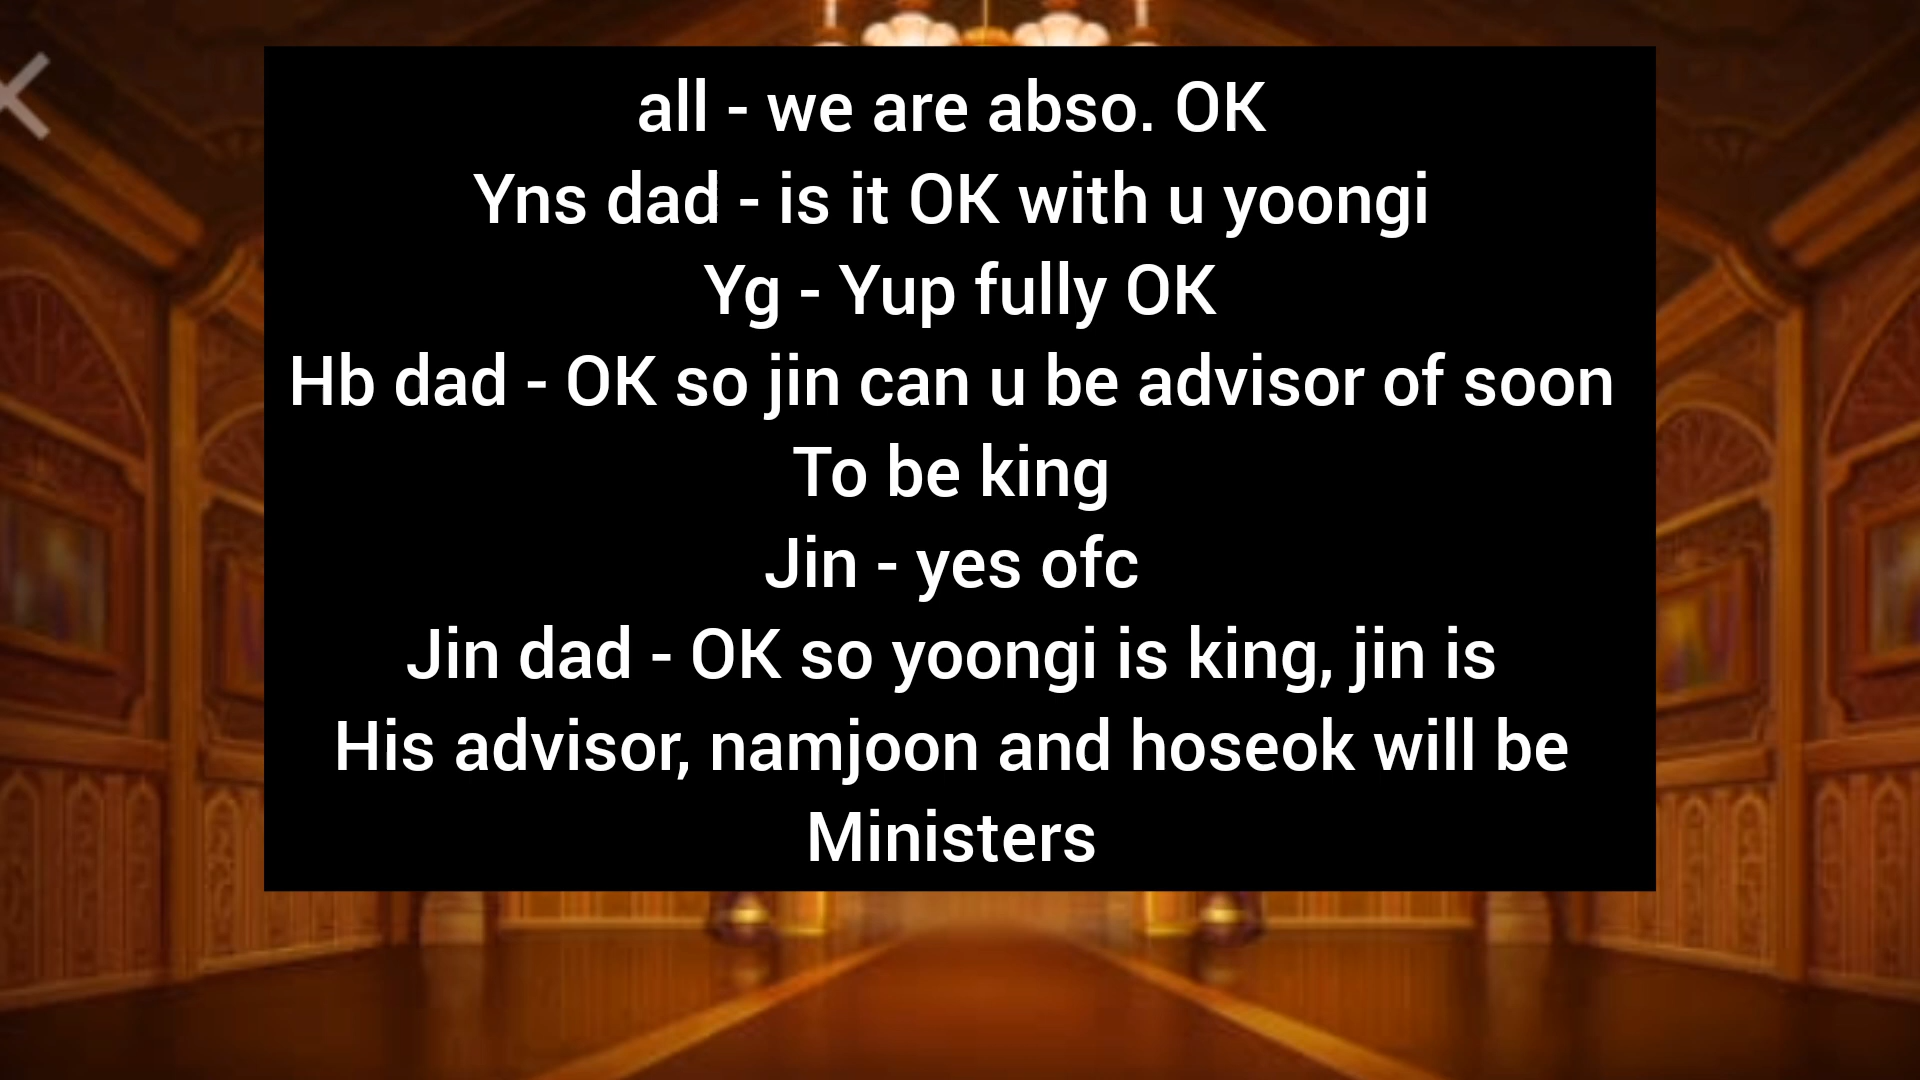 all - we are abso. OK
Yns dad - is it OK with u yoongi
Yg - Yup fully OK
Hb dad - OK so jin can u be advisor of soon
To be king
Jin - yes ofc
Jin dad - OK so yoongi is king, jin is
His advisor, namjoon and hoseok will be
Ministers